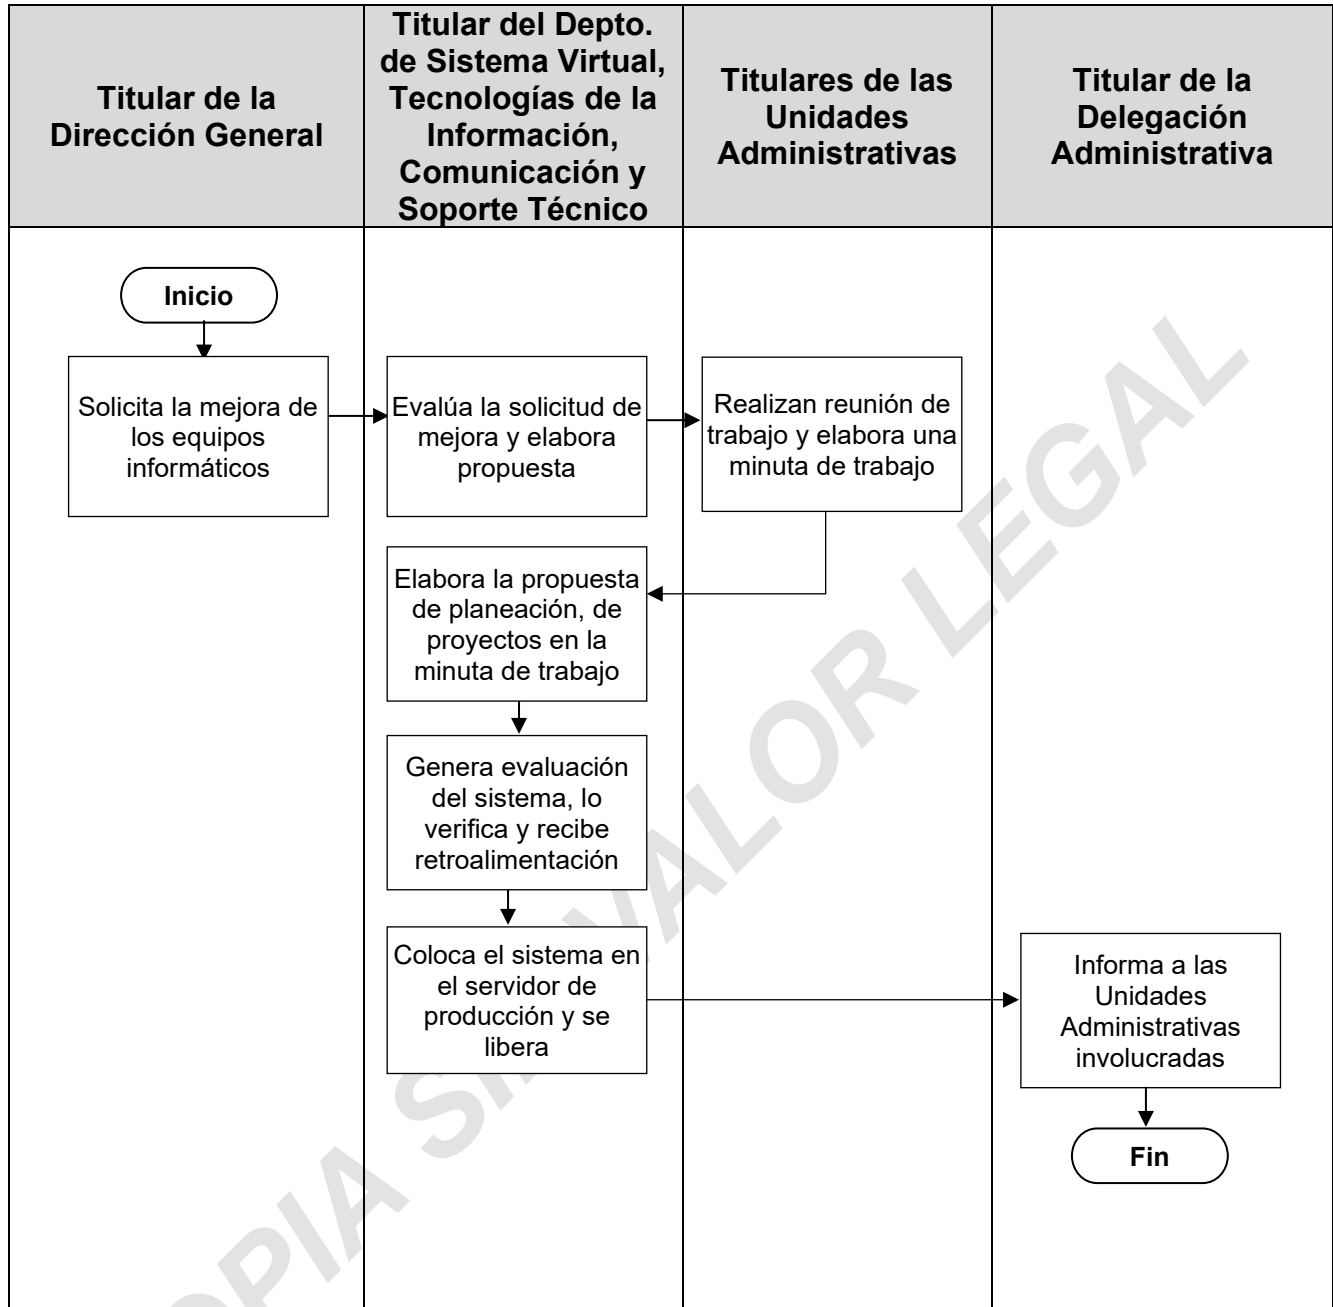 Titular de la
Dirección General
Titular del Depto.
de Sistema Virtual,
Tecnologías de la
Información,
Comunicación y
Soporte Técnico
Titulares de las
Unidades
Administrativas
Titular de la
Delegación
Administrativa
Inicio
Solicita la mejora de
los equipos
informáticos
Evalúa la solicitud de
mejora y elabora
propuesta
Realizan reunión de
trabajo y elabora una
minuta de trabajo
Elabora la propuesta
de planeación, de
proyectos en la
minuta de trabajo
Genera evaluación
del sistema, lo
verifica y recibe
retroalimentación
Coloca el sistema en
el servidor de
producción y se
libera
Informa a las
Unidades
Administrativas
involucradas
Fin
OPIA SIN VALOR LEGAL